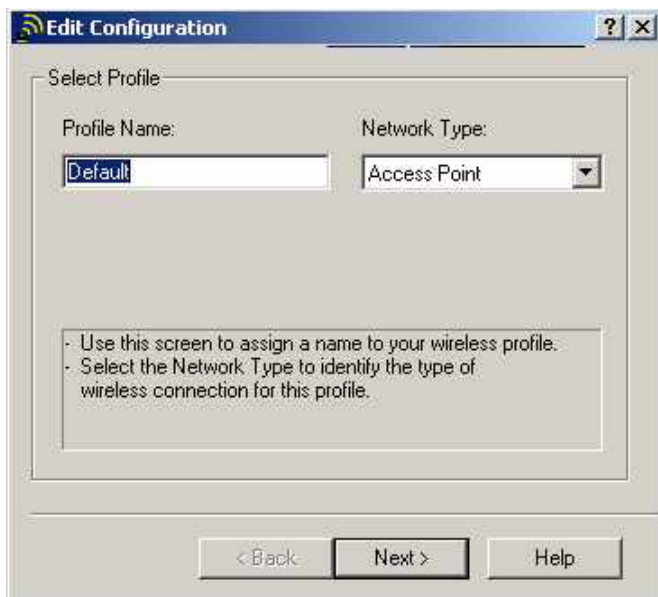 Edit Configuration
Select Profile
Profile Name:
Network Type:
Default
Access Point
- Use this screen to assign a name to your wireless profile.
- Select the Network Type to identify the type of
wireless connection for this profile.
< Back
Next >
Help